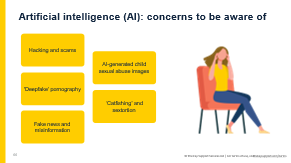 Artificial intelligence (AI): concerns to be aware of
Hacking and scams
'Deepfake' pornography
Fake news and
misinformation
AI-generated child
sexual abuse images
'Catfishing' and
sextortion